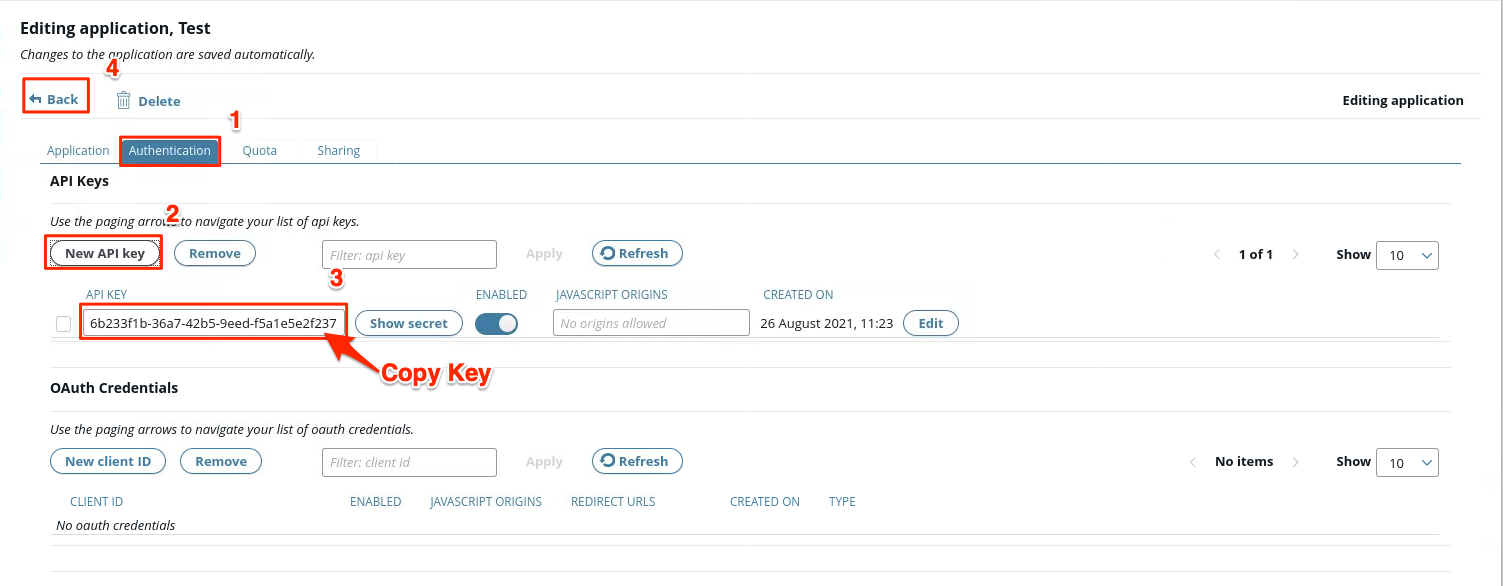 Editing application, Test
Changes to the application are saved automatically.
4
Back Delete Editing application
1
Application Authentication Quota Sharing
API Keys
2
Use the paging arrows to navigate your list of api keys.
New API key Remove Filter: api key Apply Refresh 1 of 1 Show 10
3
API KEY ENABLED JAVASCRIPT ORIGINS CREATED ON
6b233f1b-36a7-42b5-9eed-f5a1e5e2f237 Show secret No origins allowed 26 August 2021, 11:23 Edit
Copy Key
OAuth Credentials
Use the paging arrows to navigate your list of oauth credentials.
New client ID Remove Filter: client id Apply Refresh No items Show 10
CLIENT ID ENABLED JAVASCRIPT ORIGINS REDIRECT URLS CREATED ON TYPE
No oauth credentials